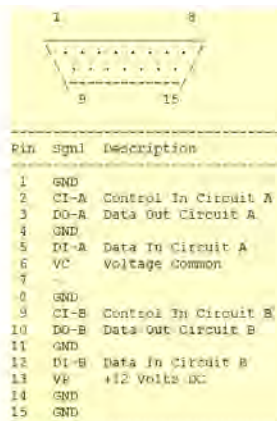 1 8
9 15
Pin Sgnl Description
1 GND
2 CI-A Control In Circuit A
3 DO-A Data Out Circuit A
4 GND
5 DI-A Data In Circuit A
6 VC Voltage Common
7 -
8 GND
9 CI-B Control In Circuit B
10 DO-B Data Out Circuit B
11 GND
12 DI-B Data In Circuit B
13 VP +12 Volts DC
14 GND
15 GND